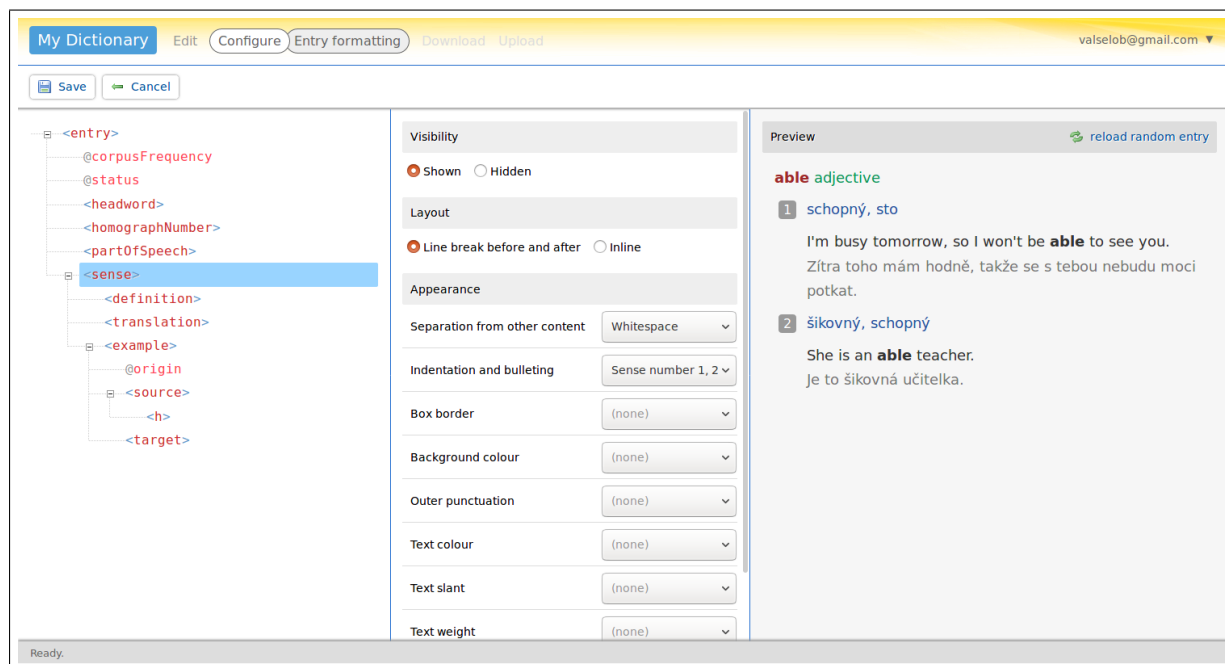 My Dictionary Edit Configure Entry formatting Download Upload valselob@gmail.com ▼
Save Cancel
<entry>
@corpusFrequency
@status
<headword>
<homographNumber>
<partOfSpeech>
<sense>
<definition>
<translation>
<example>
@origin
<source>
<h>
<target>
Visibility
Shown Hidden
Layout
Line break before and after Inline
Appearance
Separation from other content Whitespace
Indentation and bulleting Sense number 1, 2
Box border (none)
Background colour (none)
Outer punctuation (none)
Text colour (none)
Text slant (none)
Text weight (none)
Preview reload random entry
able adjective
1 schopný, sto
I'm busy tomorrow, so I won't be able to see you.
Zítra toho mám hodně, takže se s tebou nebudu moci
potkat.
2 šikovný, schopný
She is an able teacher.
Je to šikovná učitelka.
Ready.